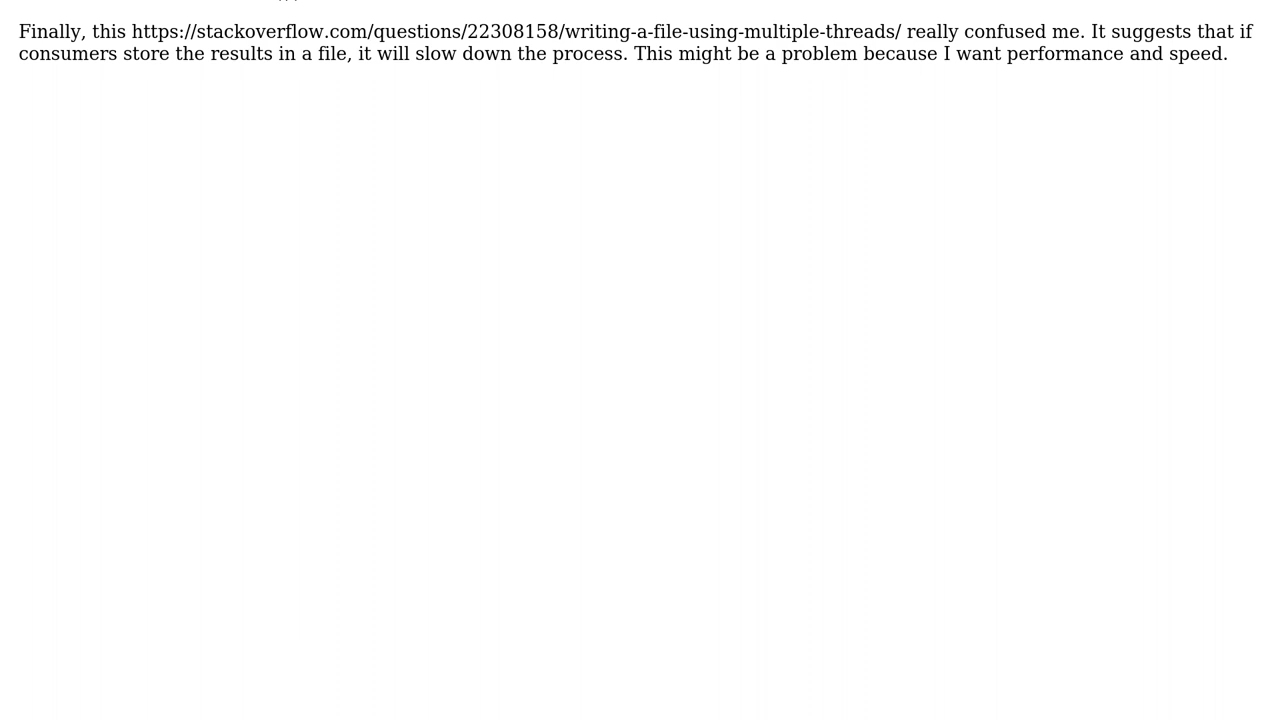 Finally, this https://stackoverflow.com/questions/22308158/writing-a-file-using-multiple-threads/ really confused me. It suggests that if
consumers store the results in a file, it will slow down the process. This might be a problem because I want performance and speed.